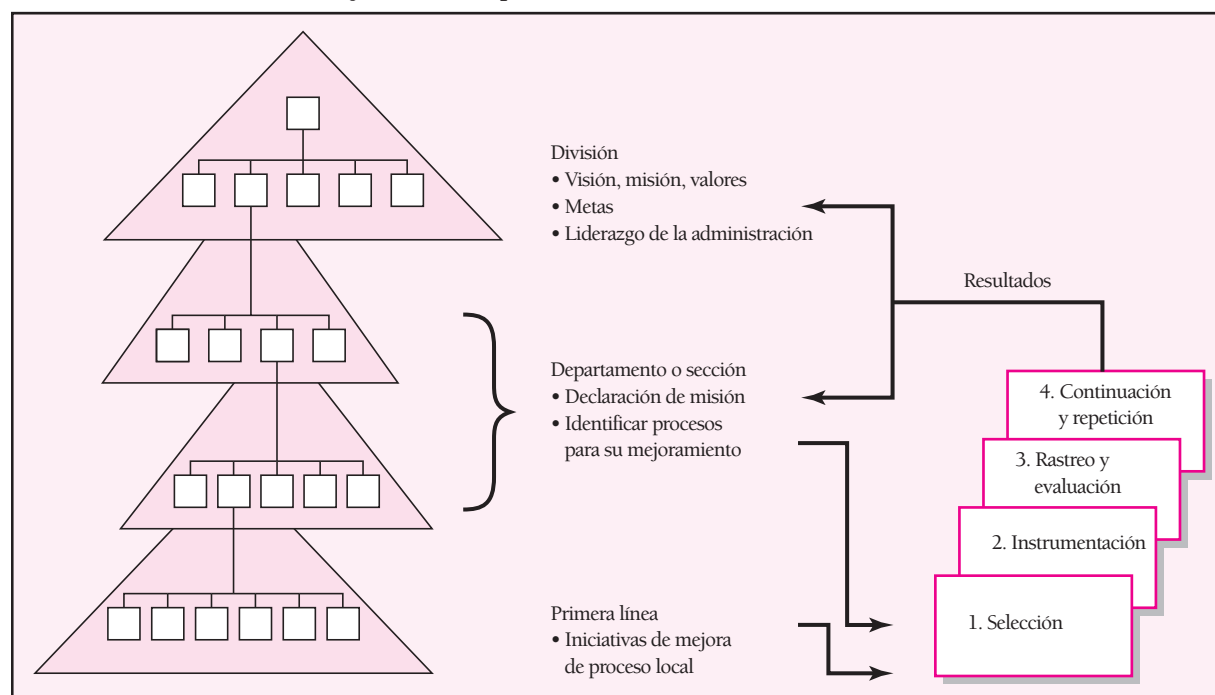 División
• Visión, misión, valores
• Metas
• Liderazgo de la administración
Resultados
Departamento o sección
• Declaración de misión
• Identificar procesos
para su mejoramiento
4. Continuación
y repetición
3. Rastreo y
evaluación
2. Instrumentación
1. Selección
Primera línea
• Iniciativas de mejora
de proceso local